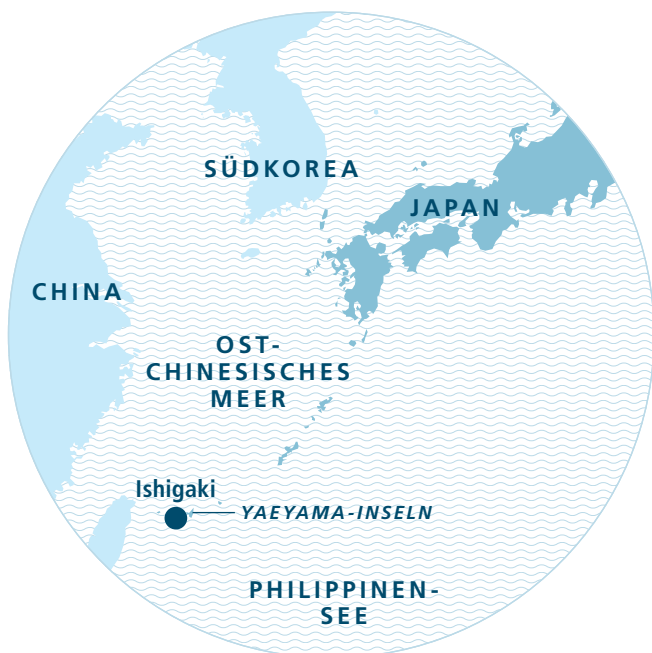 SÜDKOREA
JAPAN
CHINA
OST-
CHINESISCHES
MEER
Ishigaki
YAEYAMA-INSELN
PHILIPPINEN-
SEE